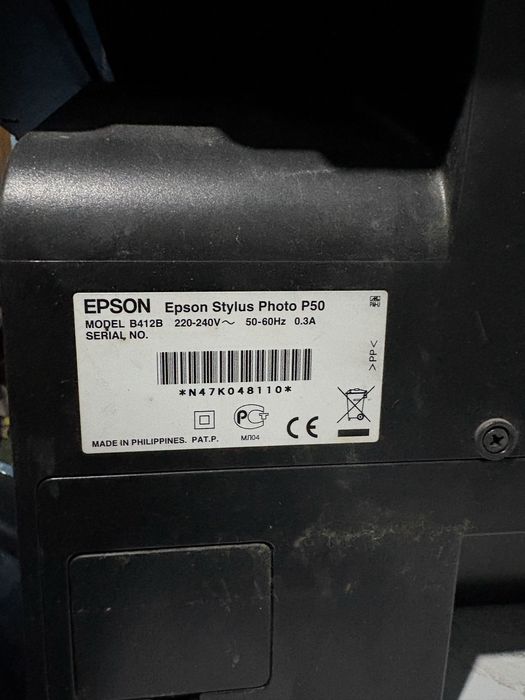 EPSON Epson Stylus Photo P50
MODEL B412B 220-240V～ 50-60Hz 0.3A
SERIAL NO.
>PP<
*N47K048110*
МЛ04
CE
MADE IN PHILIPPINES. PAT.P.